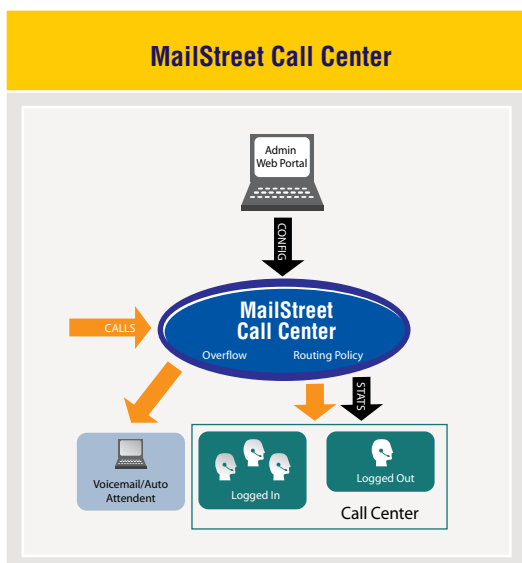 MailStreet Call Center
Admin
Web Portal
CONFIG
CALLS
MailStreet
Call Center
Overflow Routing Policy
STATS
Voicemail/Auto
Attendent
Logged In
Logged Out
Call Center